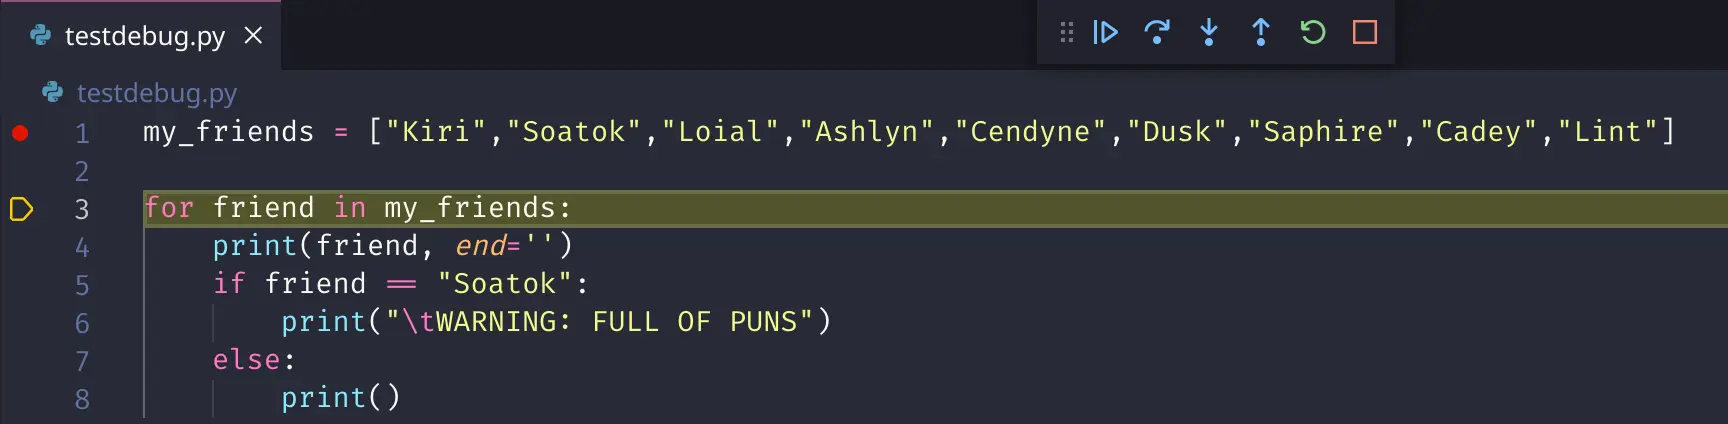 testdebug.py
testdebug.py
1 my_friends = ["Kiri","Soatok","Loial","Ashlyn","Cendyne","Dusk","Saphire","Cadey","Lint"]
2
3 for friend in my_friends:
4     print(friend, end='')
5     if friend == "Soatok":
6         print("\tWARNING: FULL OF PUNS")
7     else:
8         print()